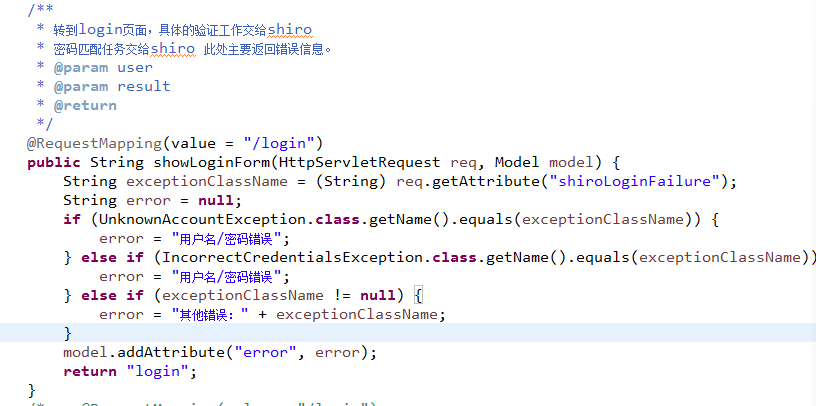 /**
 * 转到login页面，具体的验证工作交给shiro
 * 密码匹配任务交给shiro 此处主要返回错误信息。
 * @param user
 * @param result
 * @return
 */
@RequestMapping(value = "/login")
public String showLoginForm(HttpServletRequest req, Model model) {
    String exceptionClassName = (String) req.getAttribute("shiroLoginFailure");
    String error = null;
    if (UnknownAccountException.class.getName().equals(exceptionClassName)) {
        error = "用户名/密码错误";
    } else if (IncorrectCredentialsException.class.getName().equals(exceptionClassName))
        error = "用户名/密码错误";
    } else if (exceptionClassName != null) {
        error = "其他错误：" + exceptionClassName;
    }
    model.addAttribute("error", error);
    return "login";
}